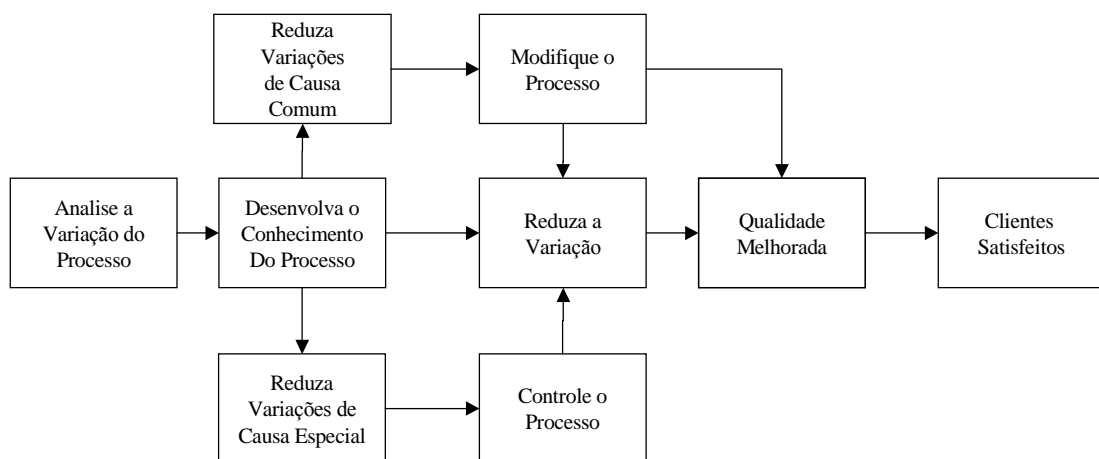 Reduza
Variações
de Causa
Comum
Modifique o
Processo
Analise a
Variação do
Processo
Desenvolva o
Conhecimento
Do Processo
Reduza a
Variação
Qualidade
Melhorada
Clientes
Satisfeitos
Reduza
Variações de
Causa Especial
Controle o
Processo